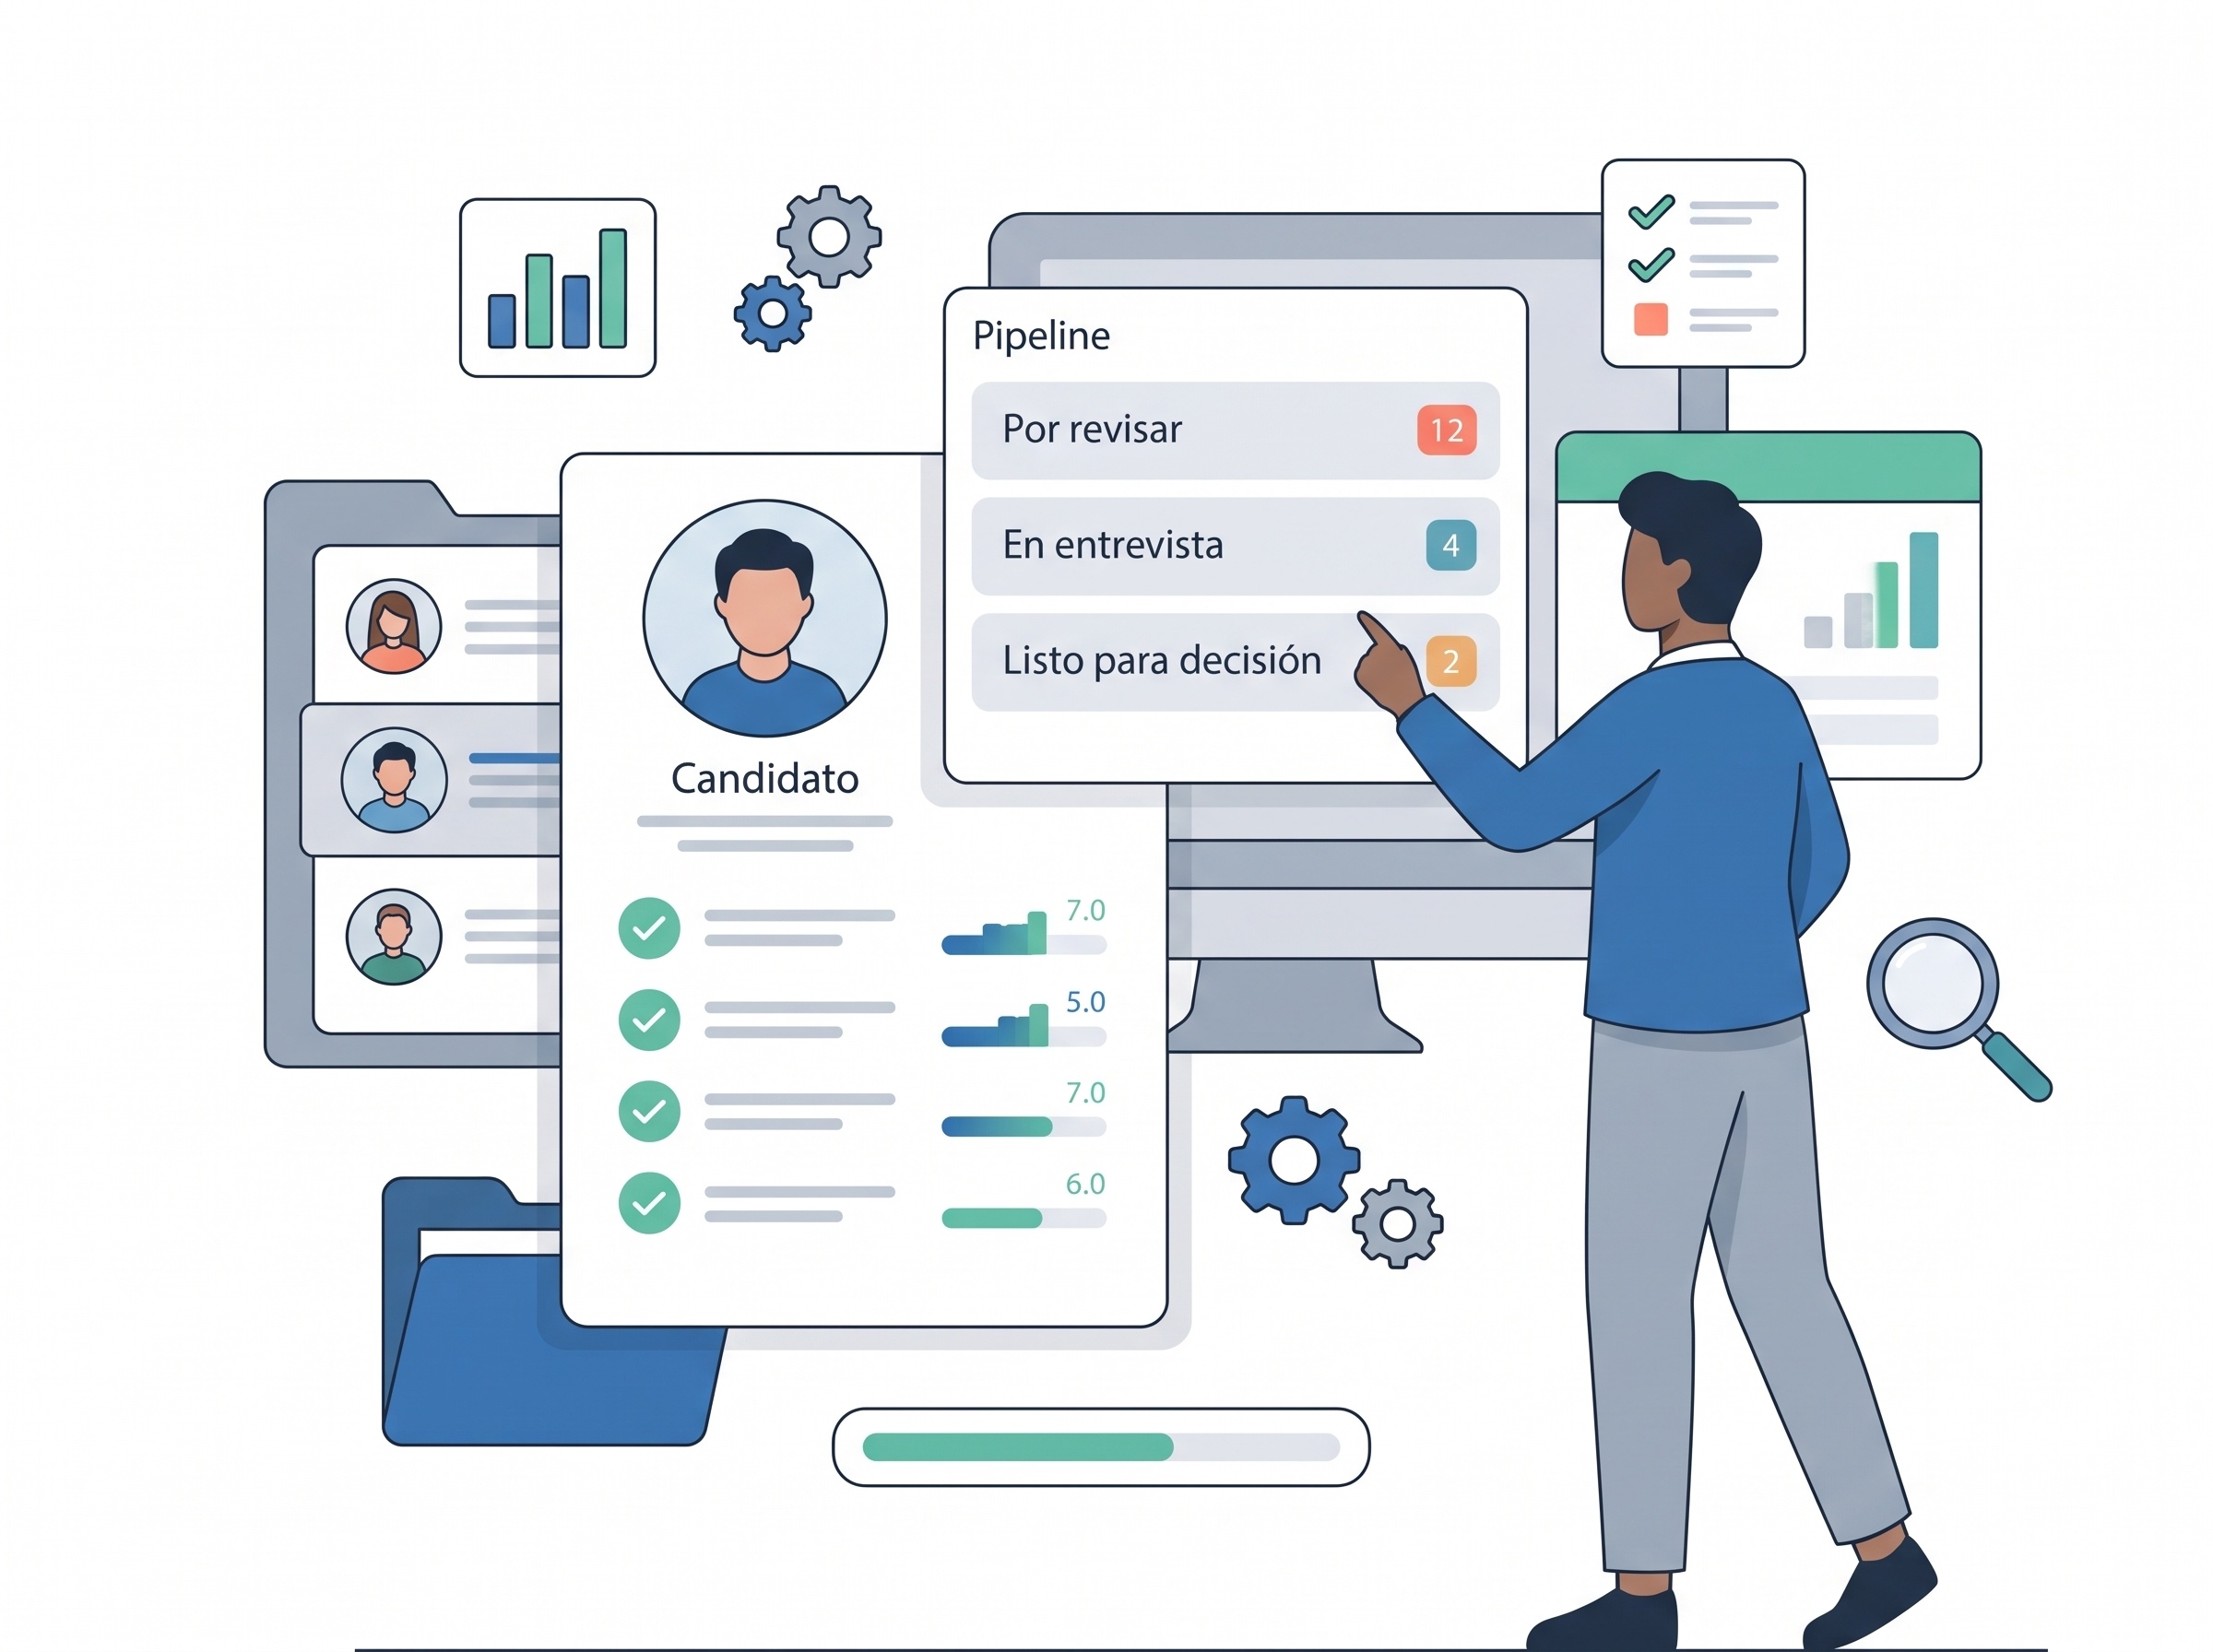 Pipeline
Por revisar 12
En entrevista 4
Listo para decisión 2
Candidato
7.0
5.0
7.0
6.0